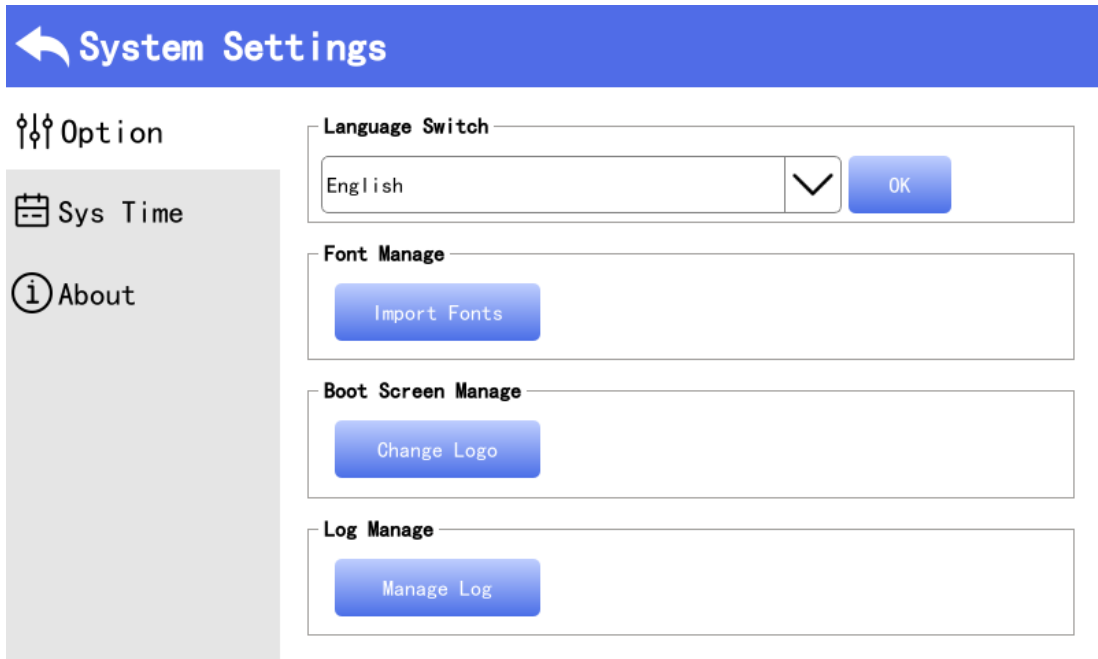 System Settings
Option
Sys Time
About
Language Switch
English
OK
Font Manage
Import Fonts
Boot Screen Manage
Change Logo
Log Manage
Manage Log